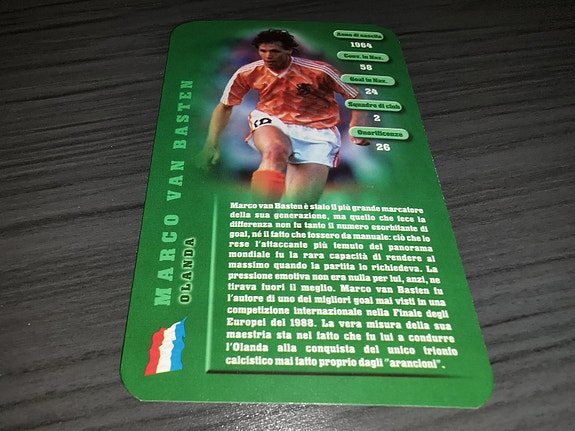 Anno di nascita
1964
Conv. in Naz.
58
Goal in Naz.
24
Squadre di club
2
Onorificenze
26
MARCO VAN BASTEN
OLANDA
Marco van Basten è stato il più grande marcatore
della sua generazione, ma quello che fece la
differenza non fu tanto il numero esorbitante di
goal, né il fatto che fossero da manuale: ciò che lo
rese l'attaccante più temuto del panorama
mondiale fu la rara capacità di rendere al
massimo quando la partita lo richiedeva. La
pressione emotiva non era nulla per lui, anzi, ne
tirava fuori il meglio. Marco van Basten fu
l'autore di uno dei migliori goal mai visti in una
competizione internazionale nella Finale degli
Europei del 1988. La vera misura della sua
maestria sta nel fatto che fu lui a condurre
l'Olanda alla conquista del unico trionfo
calcistico mai fatto proprio dagli "arancioni".